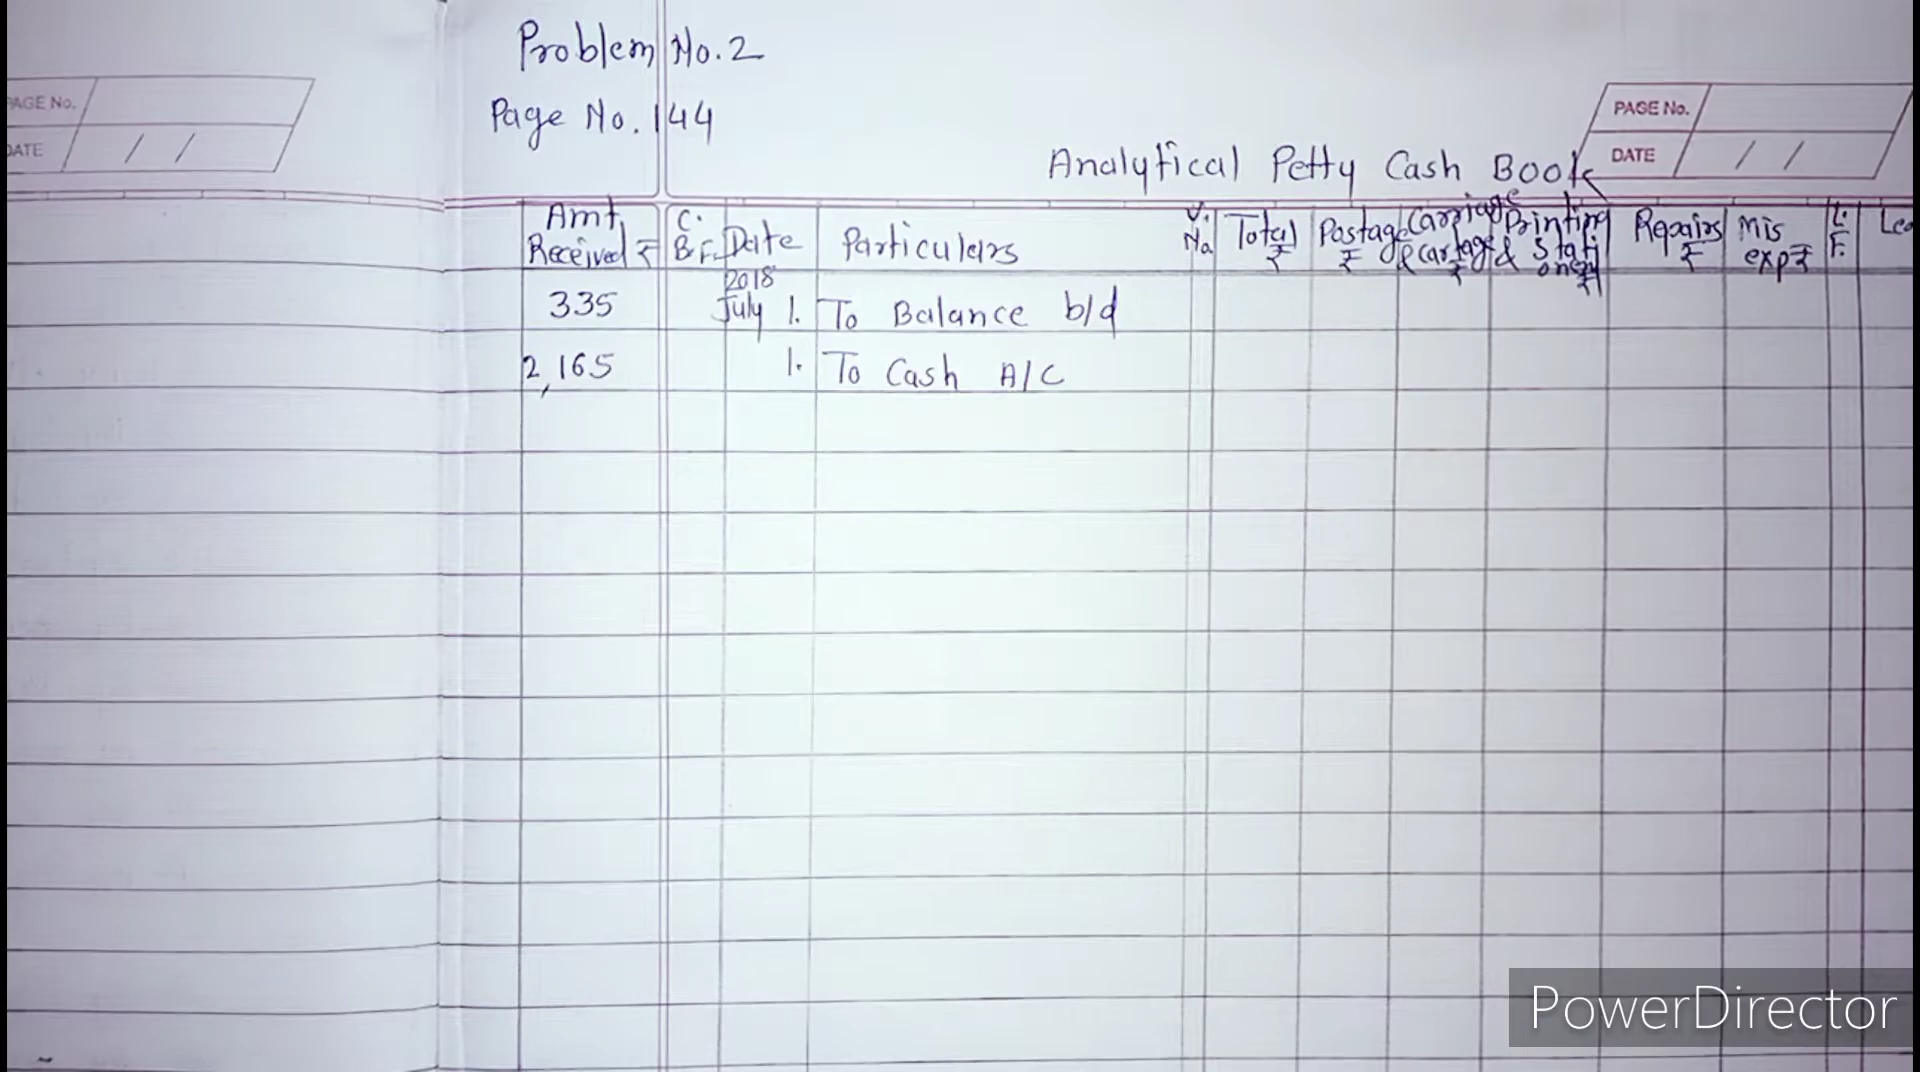 Problem No. 2
Page No. 144
PAGE No.
DATE / /
PAGE No.
DATE / /
Analytical Petty Cash Book
Amt Received ₹ | C. B. F. | Date | Particulars | V. No. | Total ₹ | Postage ₹ | Carriage & Cartage ₹ | Printing & Stationery ₹ | Repairs ₹ | Mis exp ₹ | L. F.
335 | 2018 July 1. | To Balance b/d
2,165 | 1. | To Cash A/C
PowerDirector